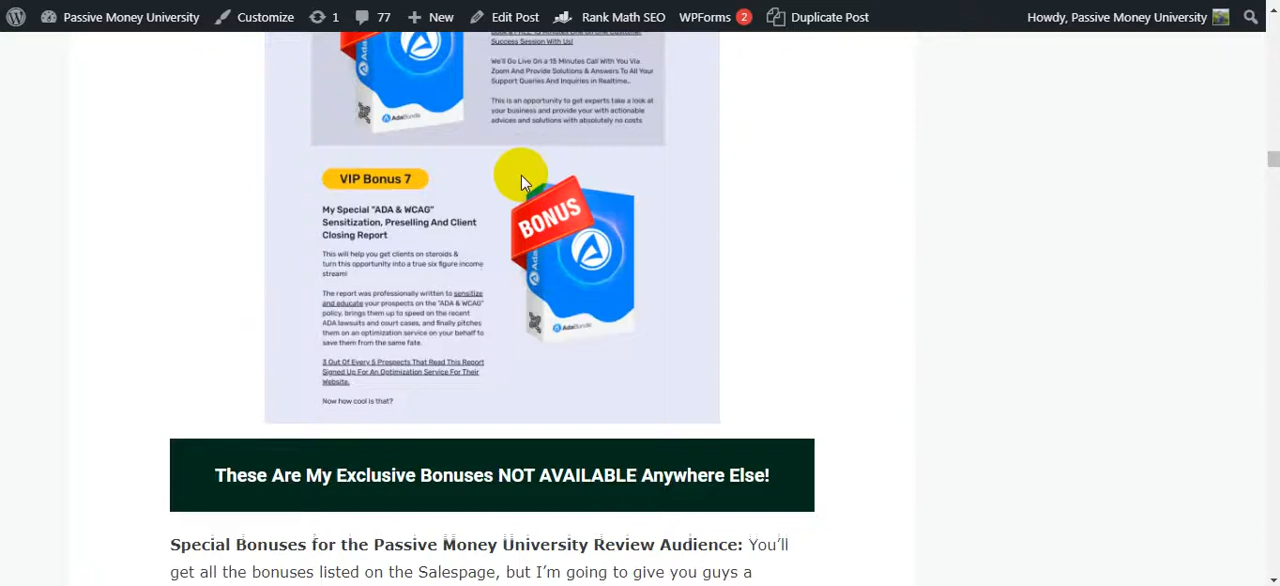 Passive Money University Customize 1 77 New Edit Post Rank Math SEO WPForms 2 Duplicate Post Howdy, Passive Money University
Success Session With Us!
We'll Go Live On a 15 Minutes Call With You Via
Zoom And Provide Solutions & Answers To All Your
Support Queries And Inquiries in Realtime..
This is an opportunity to get experts take a look at
your business and provide your with actionable
advices and solutions with absolutely no costs
AdaBundle
VIP Bonus 7
My Special "ADA & WCAG"
Sensitization, Preselling And Client
Closing Report
This will help you get clients on steroids &
turn this opportunity into a true six figure income
stream!
The report was professionally written to sensitize
and educate your prospects on the "ADA & WCAG"
policy, brings them up to speed on the recent
ADA lawsuits and court cases, and finally pitches
them on an optimization service on your behalf to
save them from the same fate.
3 Out Of Every 5 Prospects That Read This Report
Signed Up For An Optimization Service For Their
Website.
Now how cool is that?
BONUS
AdaBundle
These Are My Exclusive Bonuses NOT AVAILABLE Anywhere Else!
Special Bonuses for the Passive Money University Review Audience: You'll
get all the bonuses listed on the Salespage, but I'm going to give you guys a